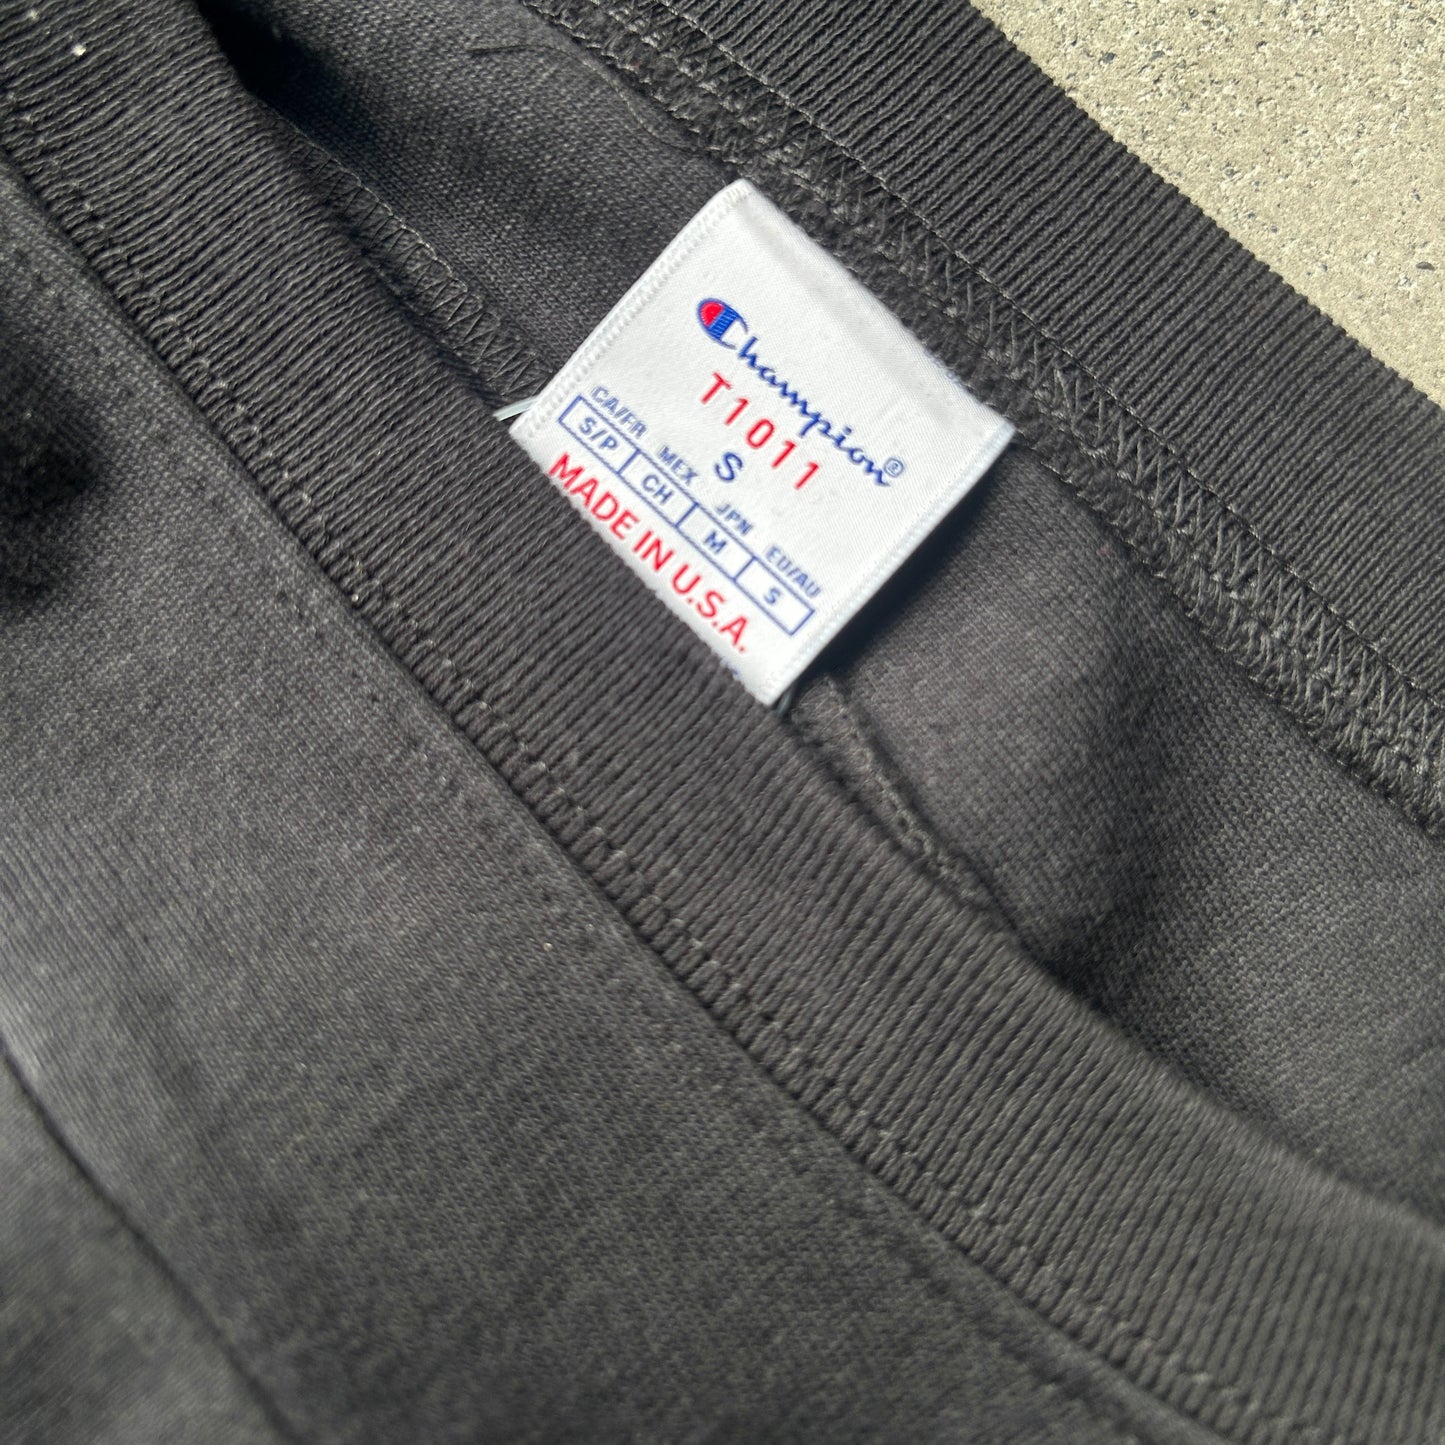 Champion®
T1011
S
CA/FR MEX JPN EU/AU
S/P CH M S
MADE IN U.S.A.